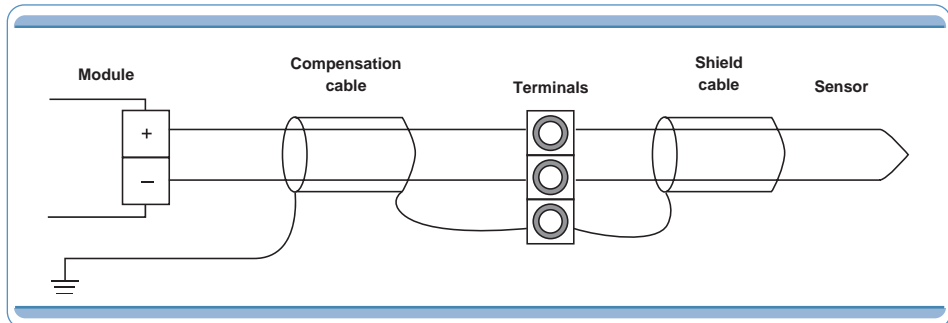 Module
Compensation
cable
Terminals
Shield
cable
Sensor
+
–